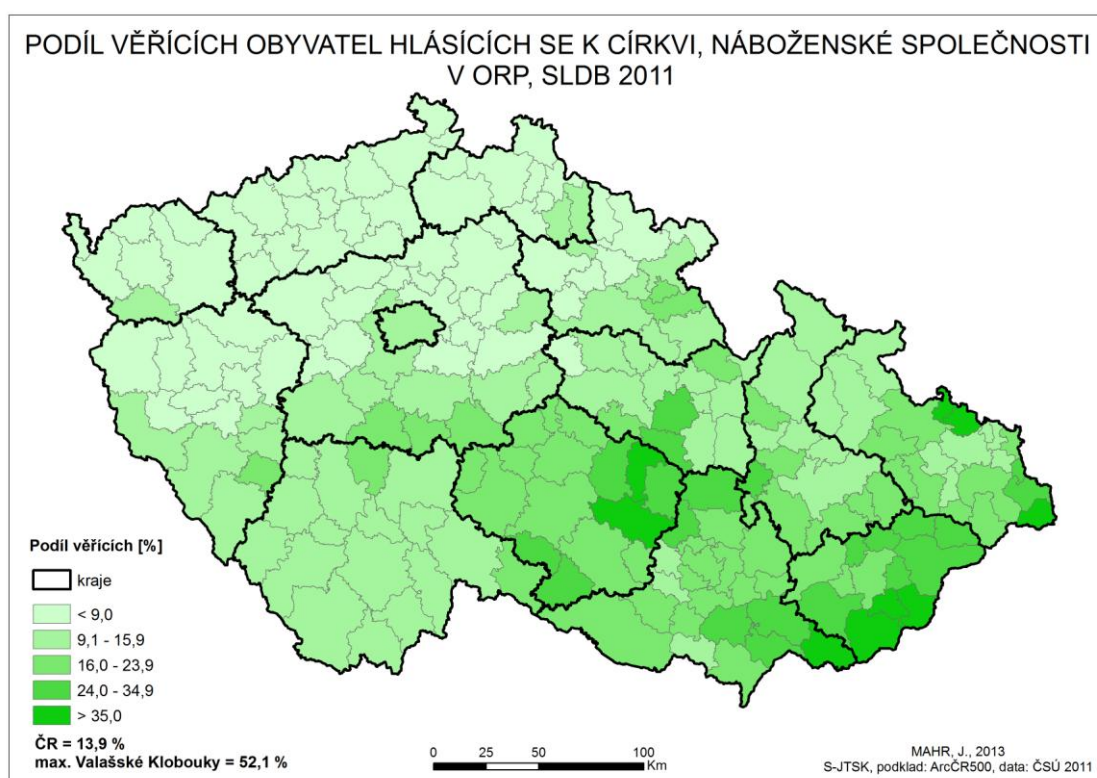 PODÍL VĚŘÍCÍCH OBYVATEL HLÁSÍCÍCH SE K CÍRKVI, NÁBOŽENSKÉ SPOLEČNOSTI
V ORP, SLDB 2011
Podíl věřících [%]
kraje
< 9,0
9,1 - 15,9
16,0 - 23,9
24,0 - 34,9
> 35,0
ČR = 13,9 %
max. Valašské Klobouky = 52,1 %
0 25 50 100
Km
MAHR, J., 2013
S-JTSK, podklad: ArcČR500, data: ČSÚ 2011